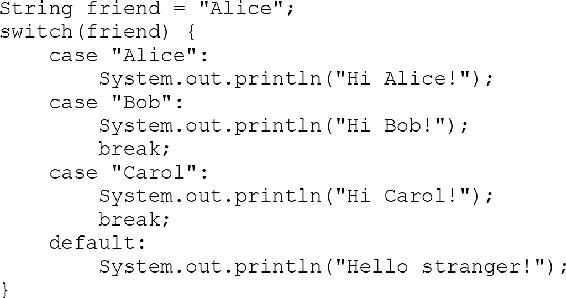 String friend = "Alice";
switch(friend) {
    case "Alice":
        System.out.println("Hi Alice!");
    case "Bob":
        System.out.println("Hi Bob!");
        break;
    case "Carol":
        System.out.println("Hi Carol!");
        break;
    default:
        System.out.println("Hello stranger!");
}